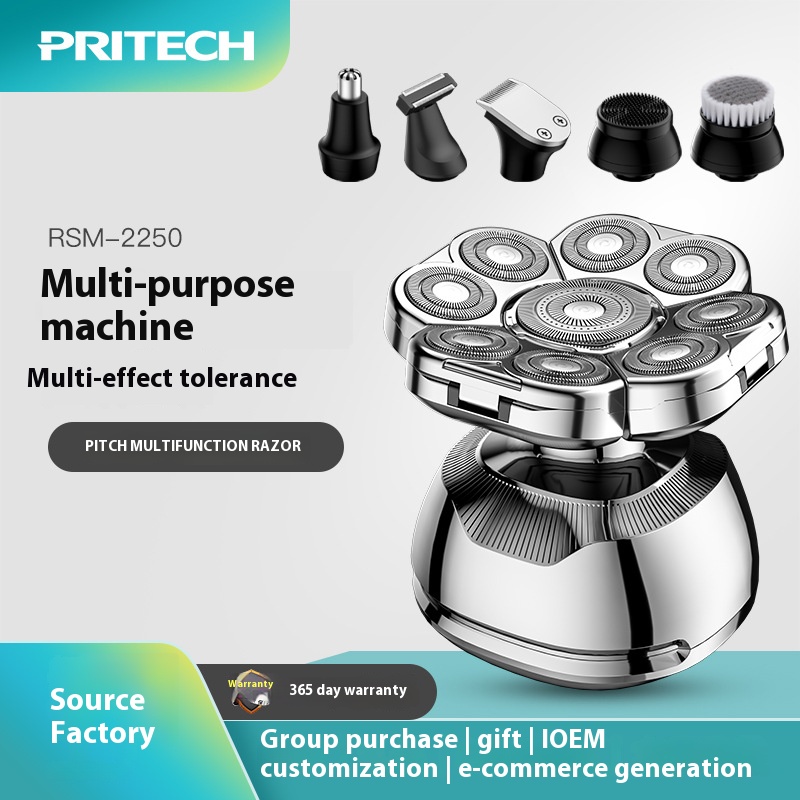 PRITECH
RSM-2250
Multi-purpose
machine
Multi-effect tolerance
PITCH MULTIFUNCTION RAZOR
Source
Factory
Warranty
365 day warranty
Group purchase | gift | IOEM
customization | e-commerce generation